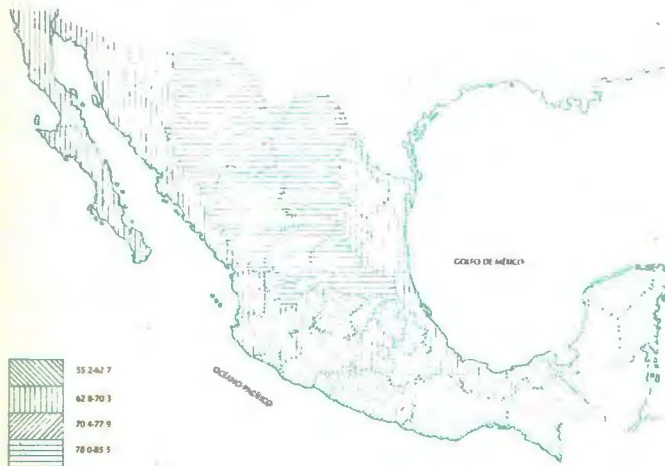 GOLFO DE MÉXICO
OCÉANO PACÍFICO
55 2-62 7
62 8-70 3
70 4-77 9
78 0-85 5